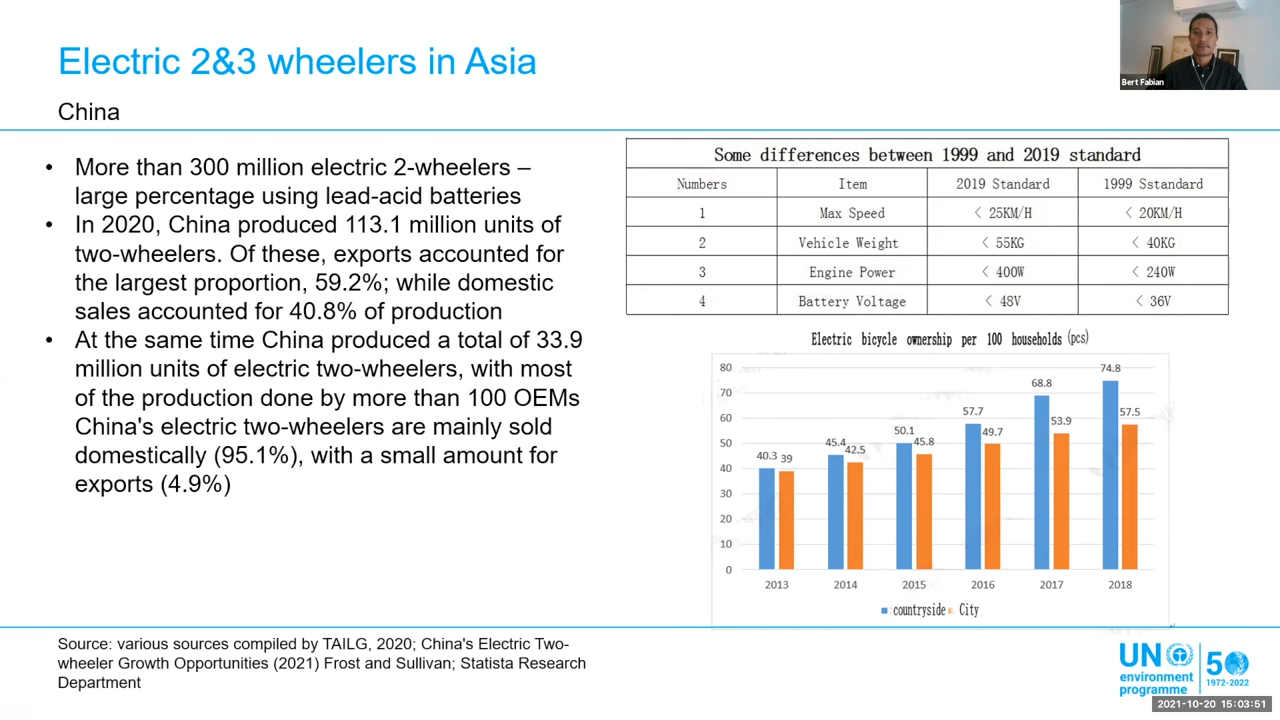 Electric 2&3 wheelers in Asia
China
Bert Fabian
• More than 300 million electric 2-wheelers –
large percentage using lead-acid batteries
• In 2020, China produced 113.1 million units of
two-wheelers. Of these, exports accounted for
the largest proportion, 59.2%; while domestic
sales accounted for 40.8% of production
• At the same time China produced a total of 33.9
million units of electric two-wheelers, with most
of the production done by more than 100 OEMs
China's electric two-wheelers are mainly sold
domestically (95.1%), with a small amount for
exports (4.9%)
Some differences between 1999 and 2019 standard
Numbers Item 2019 Standard 1999 Sstandard
1 Max Speed < 25KM/H < 20KM/H
2 Vehicle Weight < 55KG < 40KG
3 Engine Power < 400W < 240W
4 Battery Voltage < 48V < 36V
Electric bicycle ownership per 100 households (pcs)
80
70
60
50
40
30
20
10
0
40.3 39
45.4 42.5
50.1 45.8
57.7 49.7
68.8 53.9
74.8 57.5
2013 2014 2015 2016 2017 2018
countryside City
Source: various sources compiled by TAILG, 2020; China's Electric Two-
wheeler Growth Opportunities (2021) Frost and Sullivan; Statista Research
Department
UN
environment
programme
50
1972-2022
2021-10-20 15:03:51